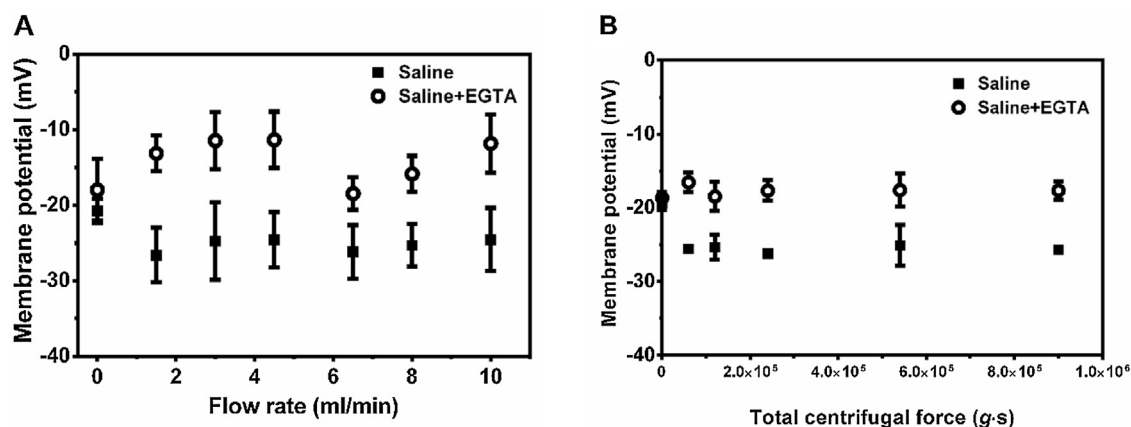 A
Membrane potential (mV)
0
-10
-20
-30
-40
Saline
Saline+EGTA
0 2 4 6 8 10
Flow rate (ml/min)
B
Membrane potential (mV)
0
-10
-20
-30
-40
Saline
Saline+EGTA
0 2.0×10⁵ 4.0×10⁵ 6.0×10⁵ 8.0×10⁵ 1.0×10⁶
Total centrifugal force (g·s)